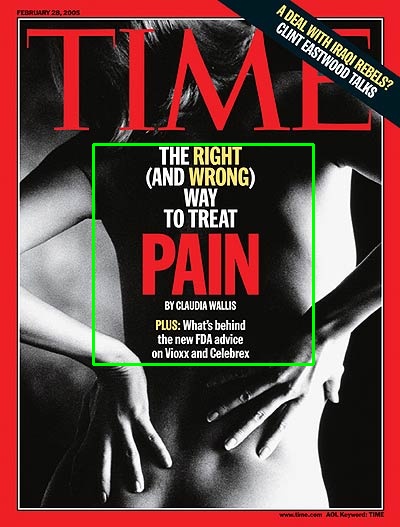 FEBRUARY 28, 2005
A DEAL WITH IRAQI REBELS?
CLINT EASTWOOD TALKS
TIME
THE RIGHT
(AND WRONG)
WAY
TO TREAT
PAIN
BY CLAUDIA WALLIS
PLUS: What's behind
the new FDA advice
on Vioxx and Celebrex
www.time.com AOL Keyword: TIME